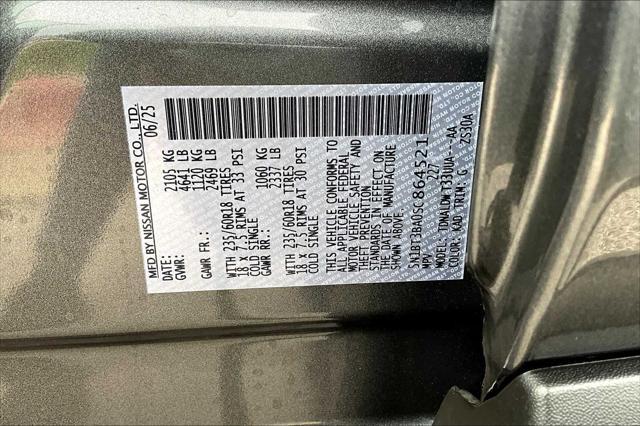 MFD BY NISSAN MOTOR CO., LTD.
DATE: 06/25
GVWR: 2105 KG
4641 LB
GAWR FR.: 1120 KG
2469 LB
WITH 235/60R18 TIRES
18 x 7.5 RIMS AT 33 PSI
COLD SINGLE
GAWR RR.: 1060 KG
2337 LB
WITH 235/60R18 TIRES
18 x 7.5 RIMS AT 30 PSI
COLD SINGLE
THIS VEHICLE CONFORMS TO
ALL APPLICABLE FEDERAL
MOTOR VEHICLE SAFETY AND
THEFT PREVENTION
STANDARDS IN EFFECT ON
THE DATE OF MANUFACTURE
SHOWN ABOVE.
5N1BT3BA0SC864521
MPV 227
MODEL: TDNALDW T33UUA---AA
COLOR: KAD TRIM: G ZS30A